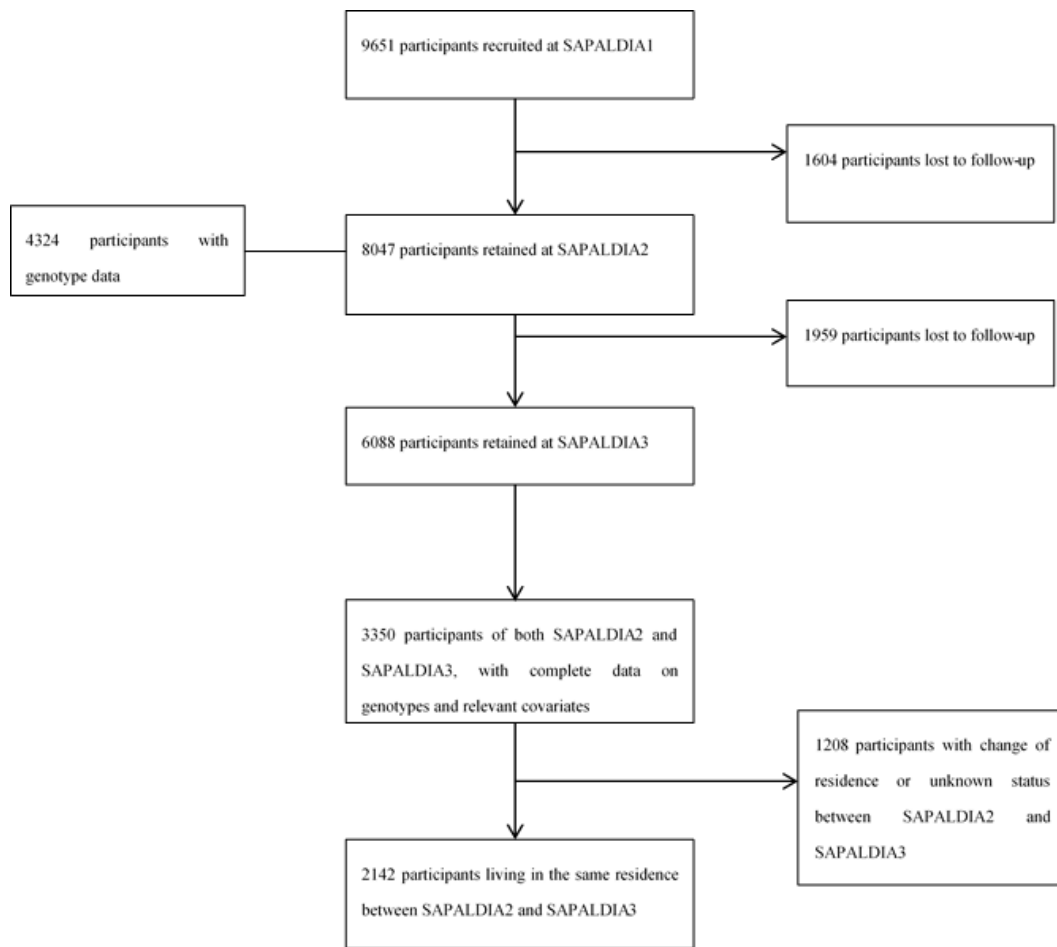 9651 participants recruited at SAPALDIA1
1604 participants lost to follow-up
4324 participants with
genotype data
8047 participants retained at SAPALDIA2
1959 participants lost to follow-up
6088 participants retained at SAPALDIA3
3350 participants of both SAPALDIA2 and
SAPALDIA3, with complete data on
genotypes and relevant covariates
1208 participants with change of
residence or unknown status
between SAPALDIA2 and
SAPALDIA3
2142 participants living in the same residence
between SAPALDIA2 and SAPALDIA3